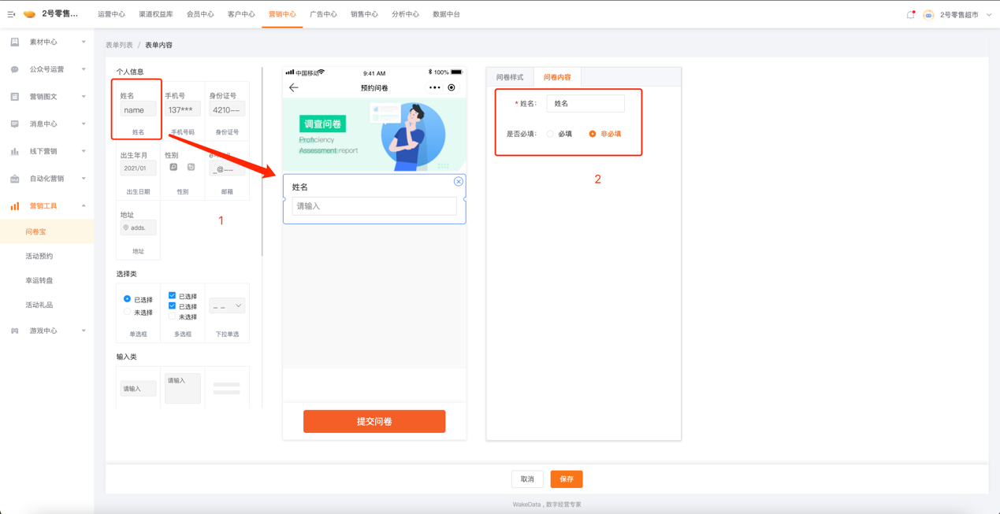 2号零售...
运营中心 渠道权益库 会员中心 客户中心 营销中心 广告中心 销售中心 分析中心 数据中台
2号零售超市
素材中心
公众号运营
营销图文
消息中心
线下营销
自动化营销
营销工具
问卷宝
活动预约
幸运转盘
活动礼品
游戏中心
表单列表 / 表单内容
个人信息
姓名 手机号 身份证号
name 137*** 4210——
姓名 手机号码 身份证号
出生年月 性别
2021/01 _@——
出生日期 性别 邮箱
地址
adds.
地址
1
选择类
已选择 已选择
已选择
未选择 未选择
_ _
单选框 多选框 下拉单选
输入类
请输入 请输入
中国移动 9:41 AM 100%
预约问卷
调查问卷
Assessment report
姓名
请输入
提交问卷
问卷样式 问卷内容
* 姓名: 姓名
是否必填: 必填 非必填
2
取消 保存
WakeData，数字经营专家